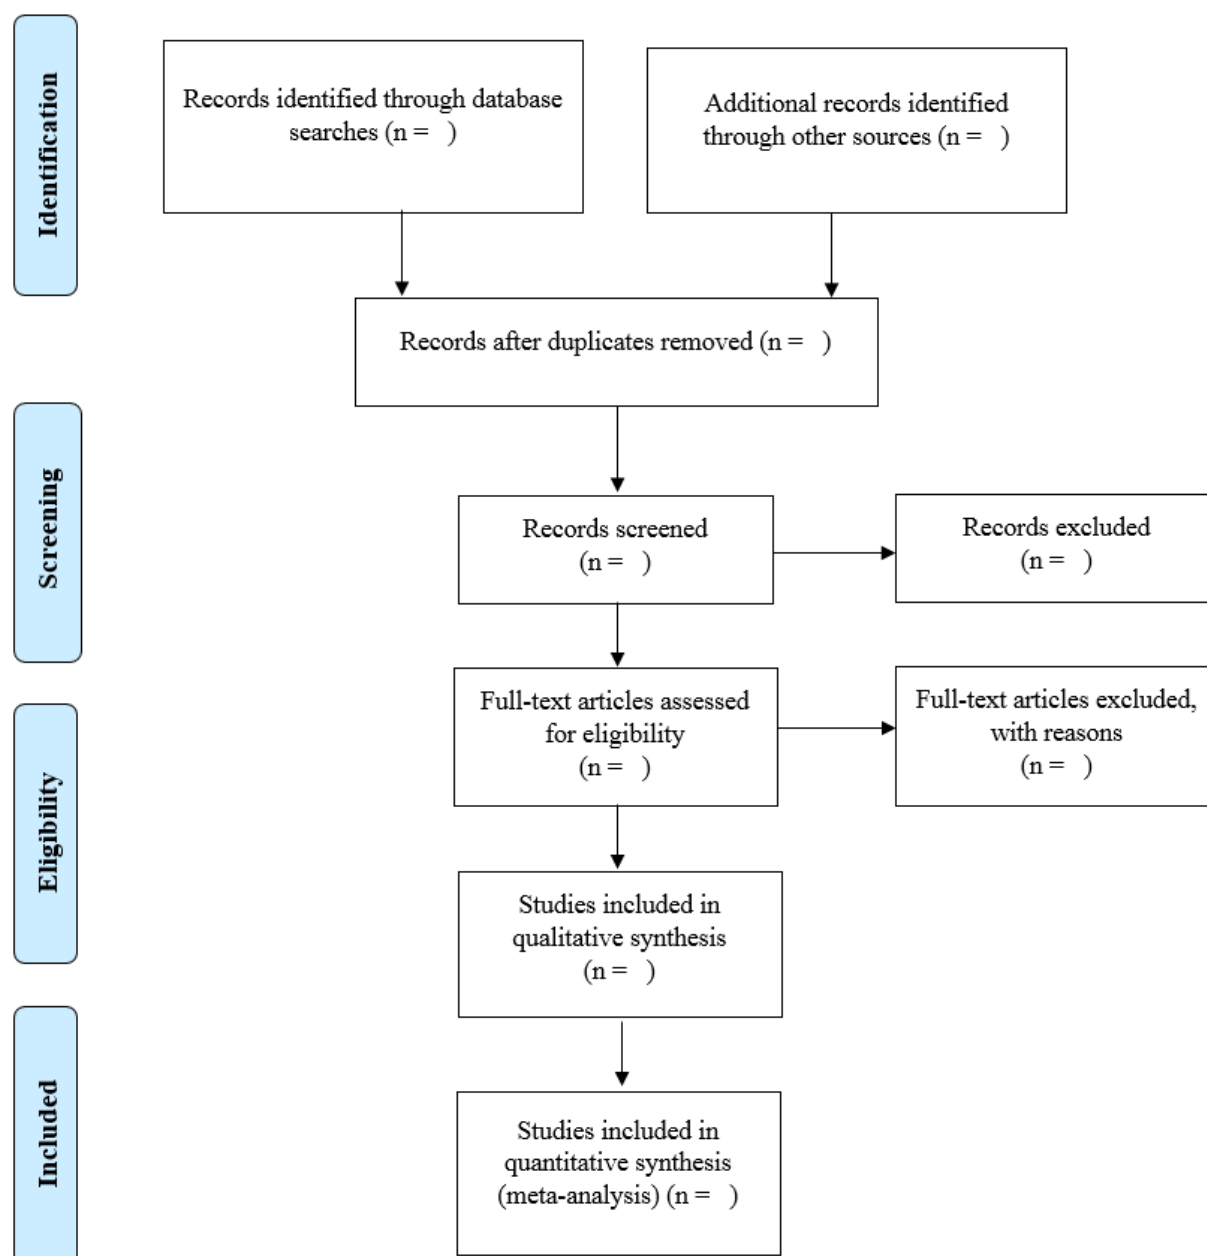 Identification
Records identified through database
searches (n =   )
Additional records identified
through other sources (n =   )
Records after duplicates removed (n =   )
Screening
Records screened
(n =   )
Records excluded
(n =   )
Eligibility
Full-text articles assessed
for eligibility
(n =   )
Full-text articles excluded,
with reasons
(n =   )
Studies included in
qualitative synthesis
(n =   )
Included
Studies included in
quantitative synthesis
(meta-analysis) (n =   )